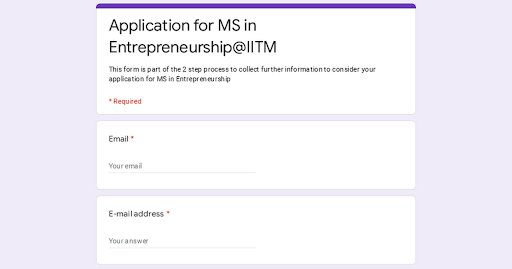 Application for MS in
Entrepreneurship@IITM
This form is part of the 2 step process to collect further information to consider your
application for MS in Entrepreneurship
* Required
Email *
Your email
E-mail address *
Your answer